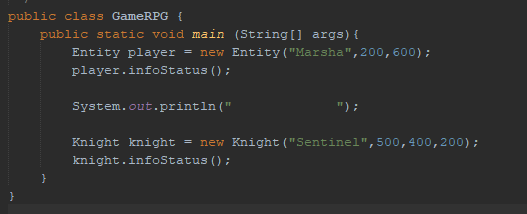 public class GameRPG {
    public static void main (String[] args){
        Entity player = new Entity("Marsha",200,600);
        player.infoStatus();

        System.out.println("             ");

        Knight knight = new Knight("Sentinel",500,400,200);
        knight.infoStatus();
    }
}